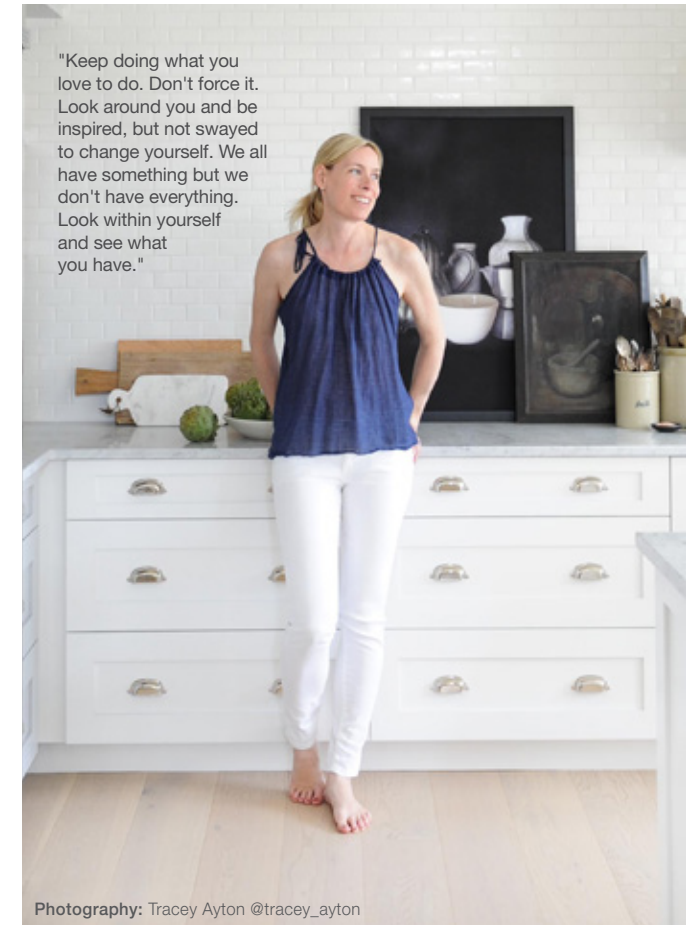 "Keep doing what you
love to do. Don't force it.
Look around you and be
inspired, but not swayed
to change yourself. We all
have something but we
don't have everything.
Look within yourself
and see what
you have."
Photography: Tracey Ayton @tracey_ayton